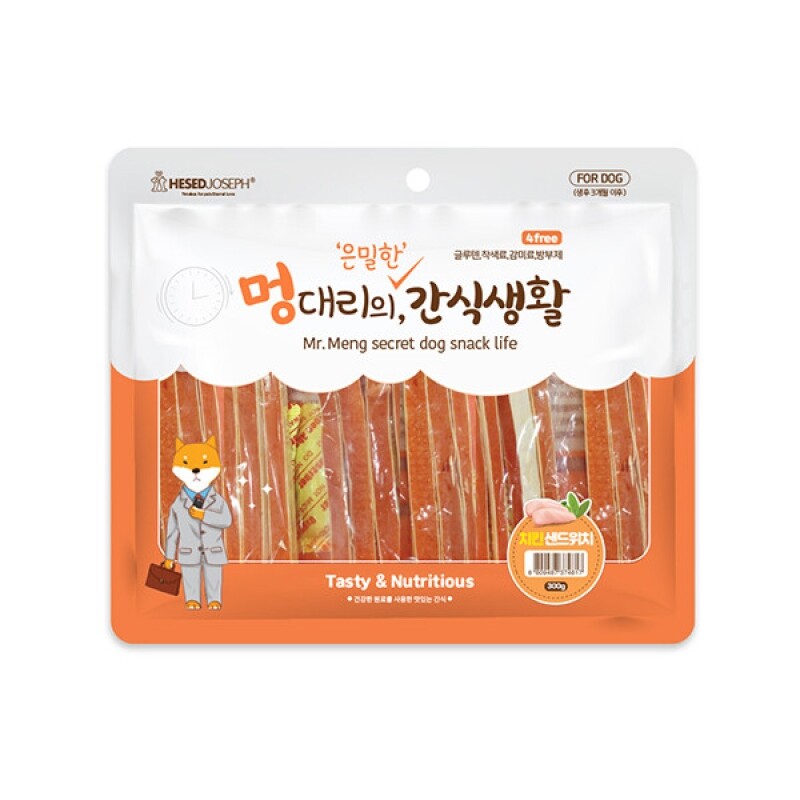 HESEDJOSEPH®
FOR DOG
(생후 3개월 이후)
4free
글루텐,착색료,감미료,방부제
'은밀한'
멍대리의, 간식생활
Mr. Meng secret dog snack life
치킨샌드위치
8 809487 374817
300g
Tasty & Nutritious
• 건강한 원료를 사용한 맛있는 간식 •